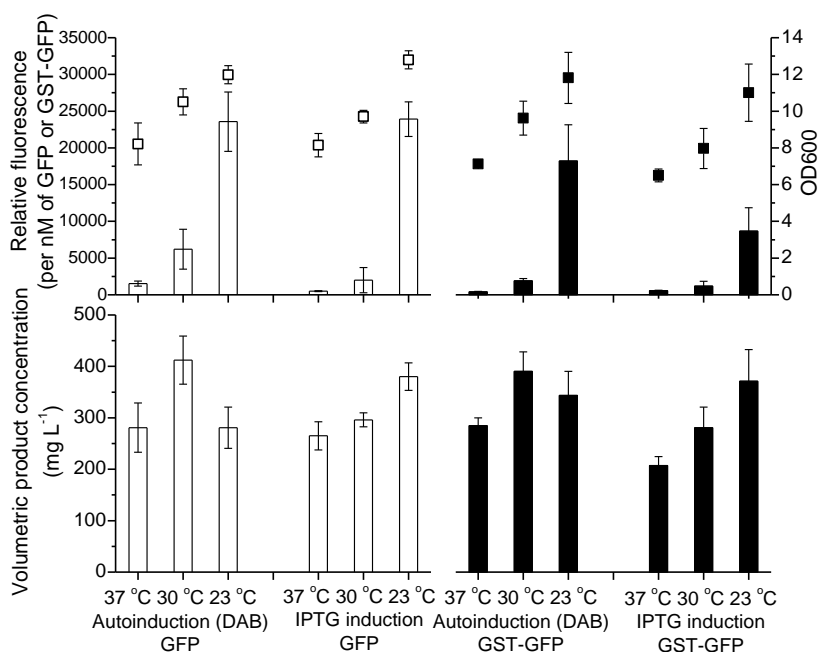 Relative fluorescence
(per nM of GFP or GST-GFP)
35000
30000
25000
20000
15000
10000
5000
0
14
12
10
8
6
4
2
0
OD600
Volumetric product concentration
(mg L⁻¹)
500
400
300
200
100
0
37 °C 30 °C 23 °C
Autoinduction (DAB)
GFP
37 °C 30 °C 23 °C
IPTG induction
GFP
37 °C 30 °C 23 °C
Autoinduction (DAB)
GST-GFP
37 °C 30 °C 23 °C
IPTG induction
GST-GFP